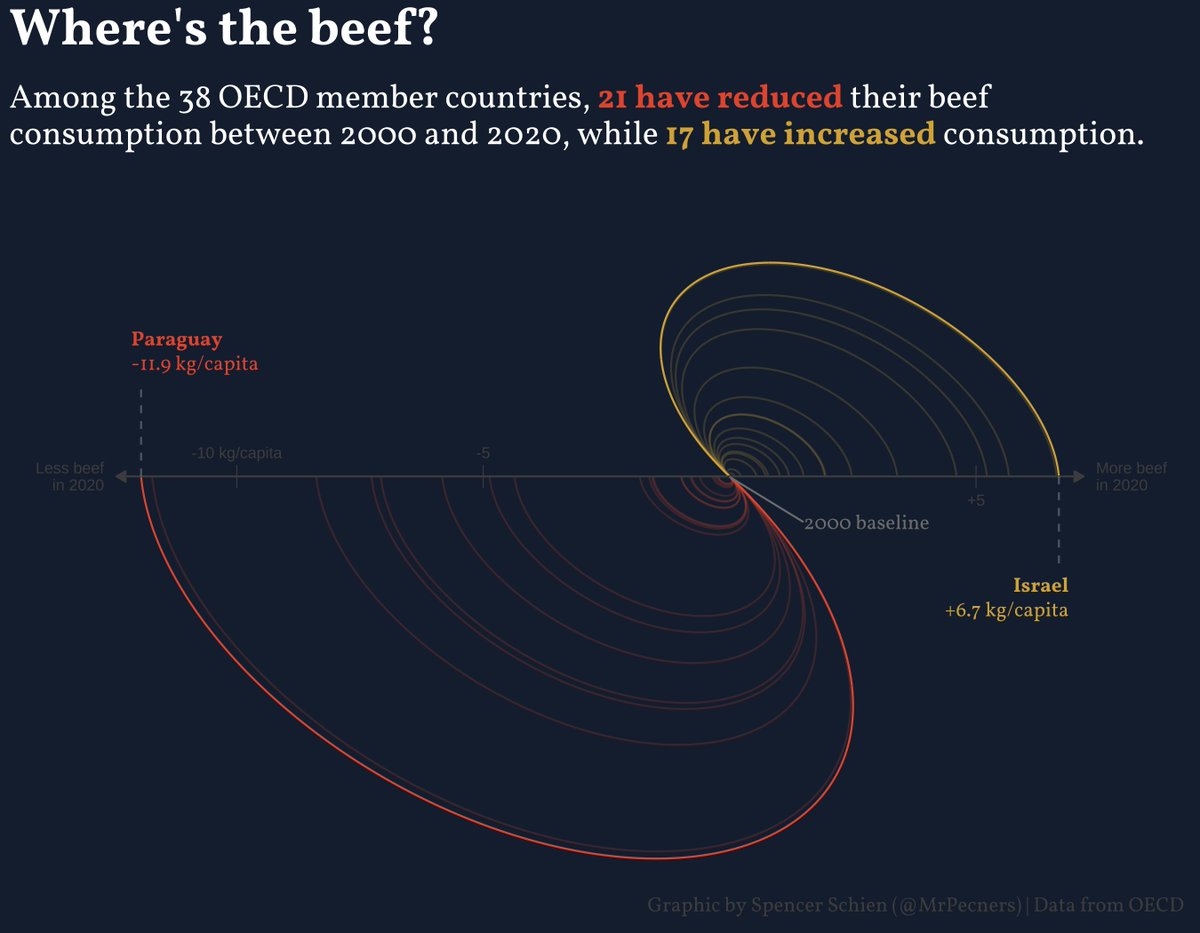 Where's the beef?
Among the 38 OECD member countries, 21 have reduced their beef
consumption between 2000 and 2020, while 17 have increased consumption.
Paraguay
-11.9 kg/capita
-10 kg/capita
-5
Less beef
in 2020
More beef
in 2020
+5
2000 baseline
Israel
+6.7 kg/capita
Graphic by Spencer Schien (@MrPecners) | Data from OECD